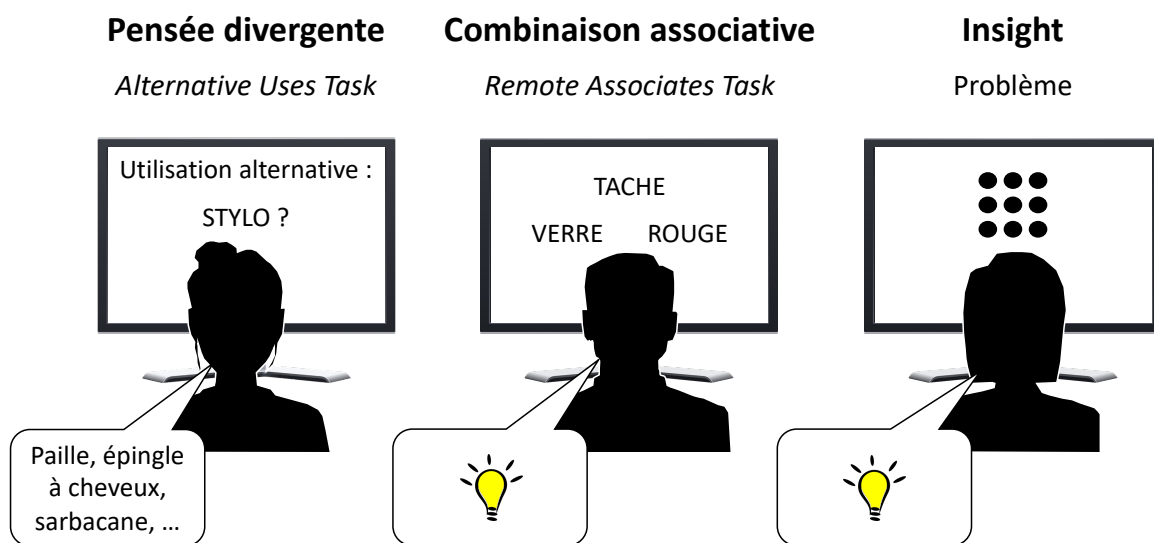 Pensée divergente
Alternative Uses Task
Utilisation alternative :
STYLO ?
Paille, épingle
à cheveux,
sarbacane, …
Combinaison associative
Remote Associates Task
TACHE
VERRE ROUGE
Insight
Problème